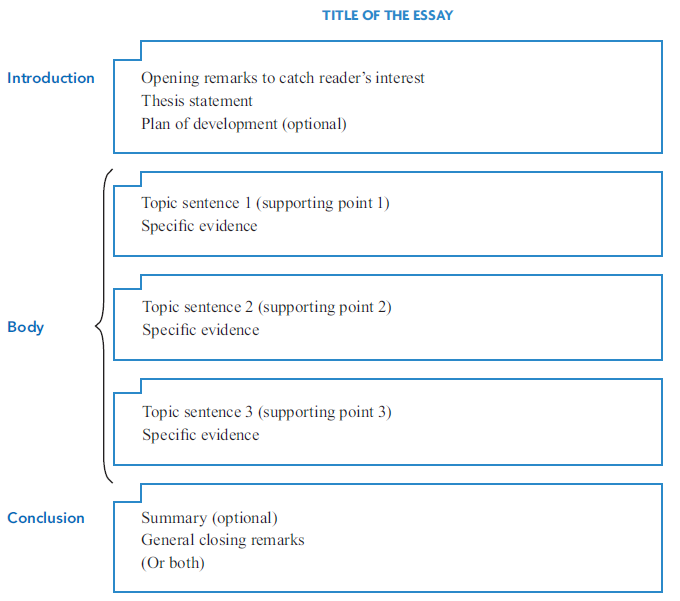 TITLE OF THE ESSAY
Introduction
Opening remarks to catch reader's interest
Thesis statement
Plan of development (optional)
Topic sentence 1 (supporting point 1)
Specific evidence
Body
Topic sentence 2 (supporting point 2)
Specific evidence
Topic sentence 3 (supporting point 3)
Specific evidence
Conclusion
Summary (optional)
General closing remarks
(Or both)